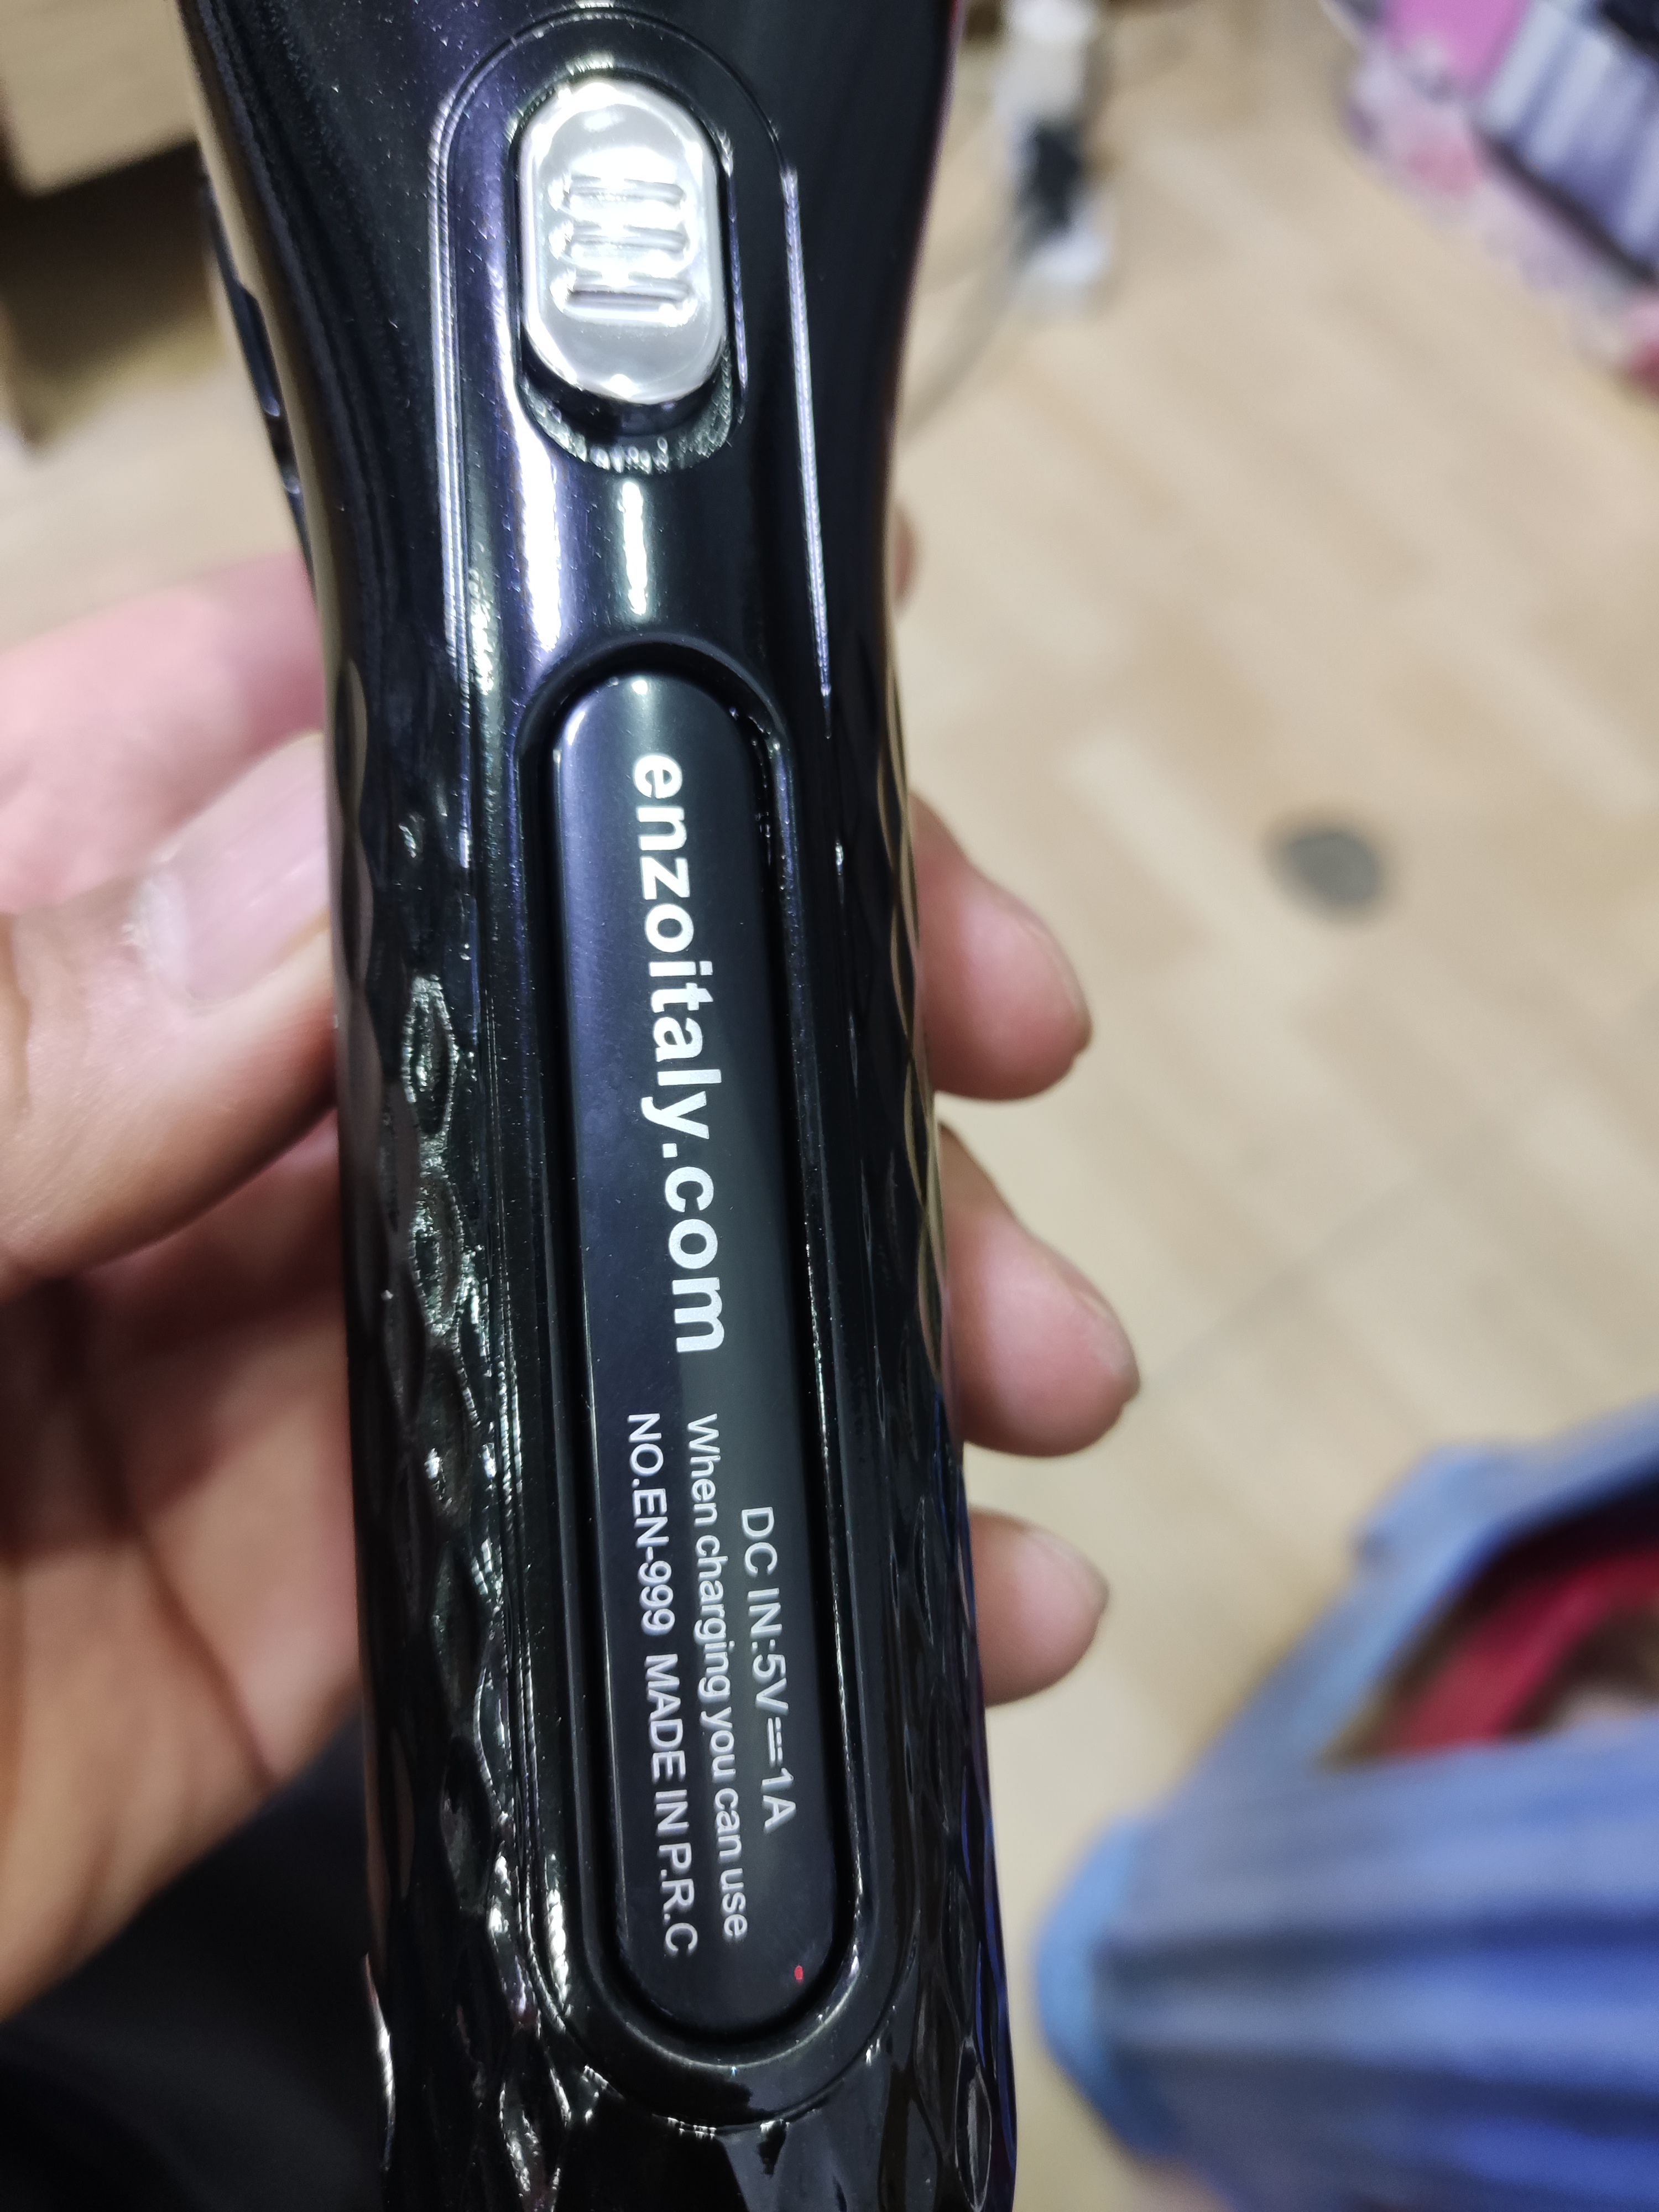 enzoitaly.com
DC IN:5V⎓1A
When charging you can use
NO.EN-999 MADE IN P.R.C